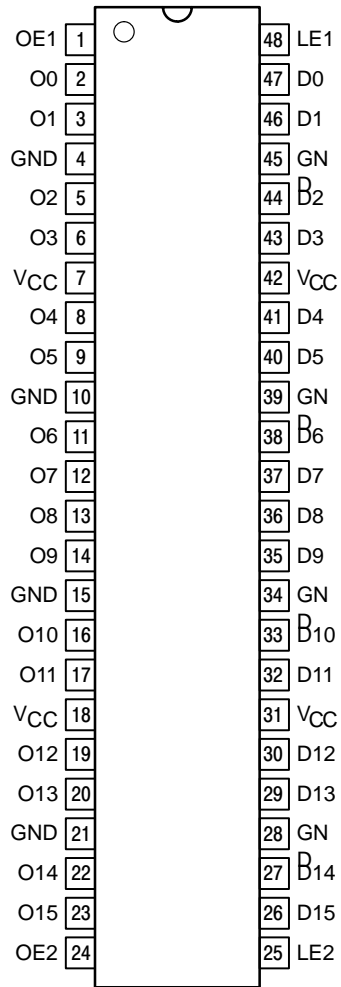 OE1 1 48 LE1
O0 2 47 D0
O1 3 46 D1
GND 4 45 GN
D
O2 5 44 D2
O3 6 43 D3
VCC 7 42 VCC
O4 8 41 D4
O5 9 40 D5
GND 10 39 GN
D
O6 11 38 D6
O7 12 37 D7
O8 13 36 D8
O9 14 35 D9
GND 15 34 GN
D
O10 16 33 D10
O11 17 32 D11
VCC 18 31 VCC
O12 19 30 D12
O13 20 29 D13
GND 21 28 GN
D
O14 22 27 D14
O15 23 26 D15
OE2 24 25 LE2